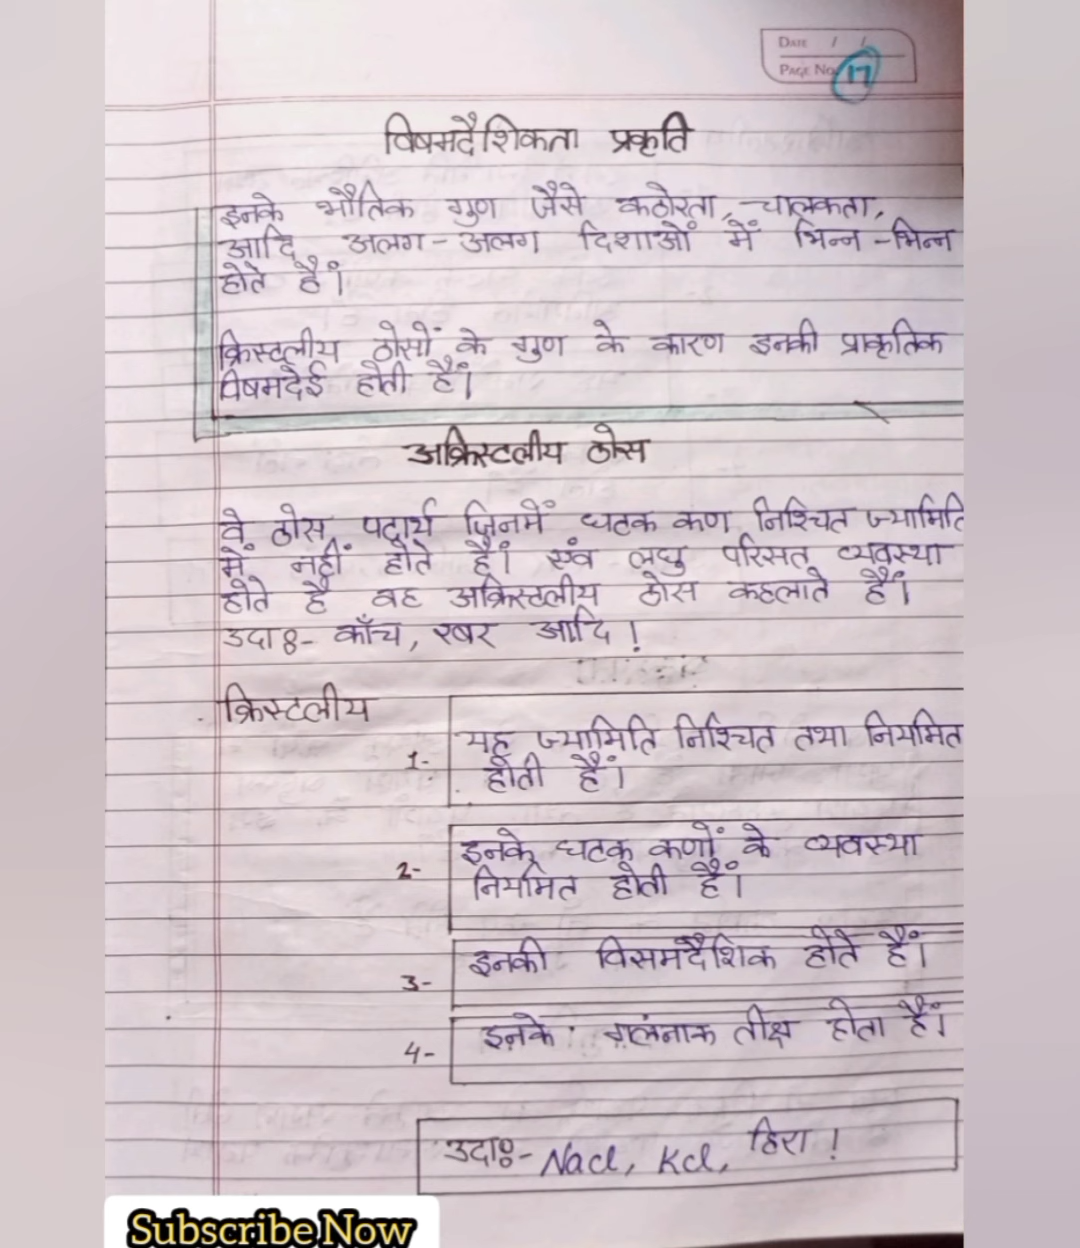 DATE / /
PAGE NO. 17
विषमदैशिकता प्रकृति
इनके भौतिक गुण जैसे कठोरता, चालकता,
आदि अलग - अलग दिशाओं में भिन्न - भिन्न
होते हैं।
क्रिस्टलीय ठोसों के गुण के कारण इनकी प्राकृतिक
विषमदेई होती हैं।
अक्रिस्टलीय ठोस
वे ठोस पदार्थ जिनमें घटक कण निश्चित ज्यामिति
में नहीं होते हैं। एंव लघु परिसत व्यवस्था
होते है वह अक्रिस्टलीय ठोस कहलाते हैं।
उदा 8- काँच, रबर आदि !
क्रिस्टलीय
1- यह ज्यामिति निश्चित तथा नियमित
होती हैं।
2- इनके घटक कणों के व्यवस्था
नियमित होती हैं।
3- इनकी विसमदैशिक होते हैं।
4- इनके गलंनाक तीक्ष होता हैं।
उदा%- Nacl, Kcl, हिरा !
Subscribe Now